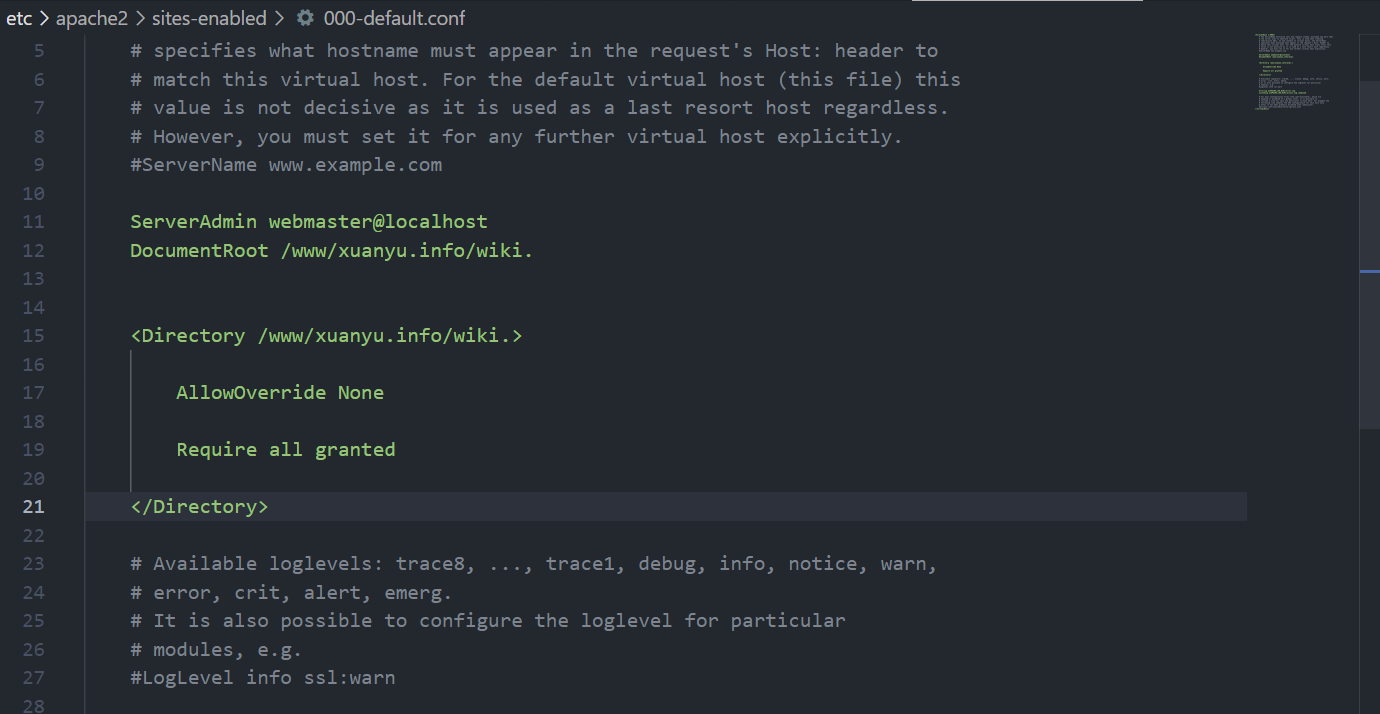 etc > apache2 > sites-enabled > 000-default.conf
5 # specifies what hostname must appear in the request's Host: header to
6 # match this virtual host. For the default virtual host (this file) this
7 # value is not decisive as it is used as a last resort host regardless.
8 # However, you must set it for any further virtual host explicitly.
9 #ServerName www.example.com
10
11 ServerAdmin webmaster@localhost
12 DocumentRoot /www/xuanyu.info/wiki.
13
14
15 <Directory /www/xuanyu.info/wiki.>
16
17 AllowOverride None
18
19 Require all granted
20
21 </Directory>
22
23 # Available loglevels: trace8, ..., trace1, debug, info, notice, warn,
24 # error, crit, alert, emerg.
25 # It is also possible to configure the loglevel for particular
26 # modules, e.g.
27 #LogLevel info ssl:warn
28